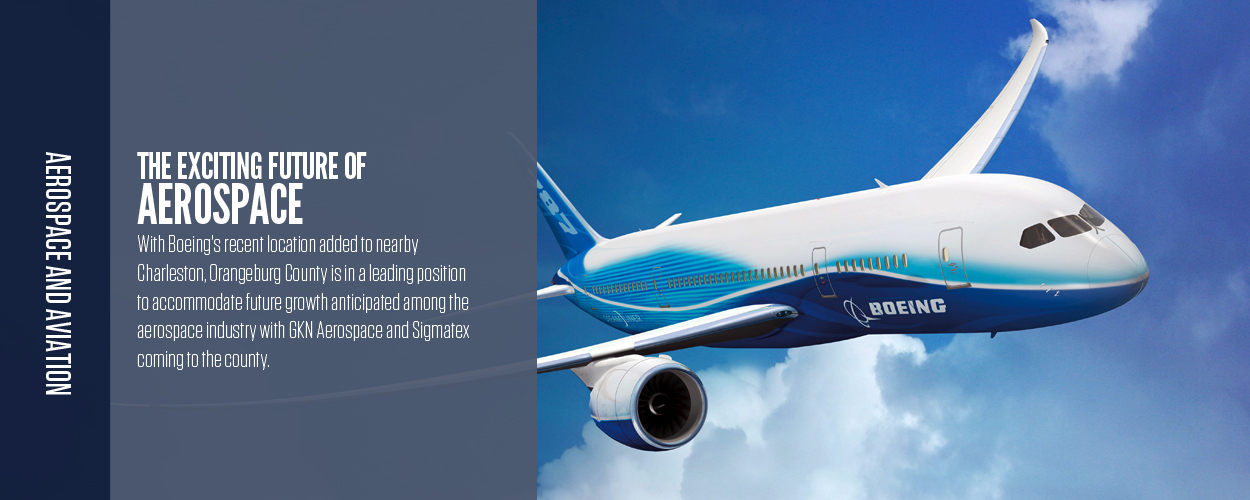 AEROSPACE AND AVIATION
THE EXCITING FUTURE OF
AEROSPACE
With Boeing's recent location added to nearby
Charleston, Orangeburg County is in a leading position
to accommodate future growth anticipated among the
aerospace industry with GKN Aerospace and Sigmatex
coming to the county.
787
BOEING